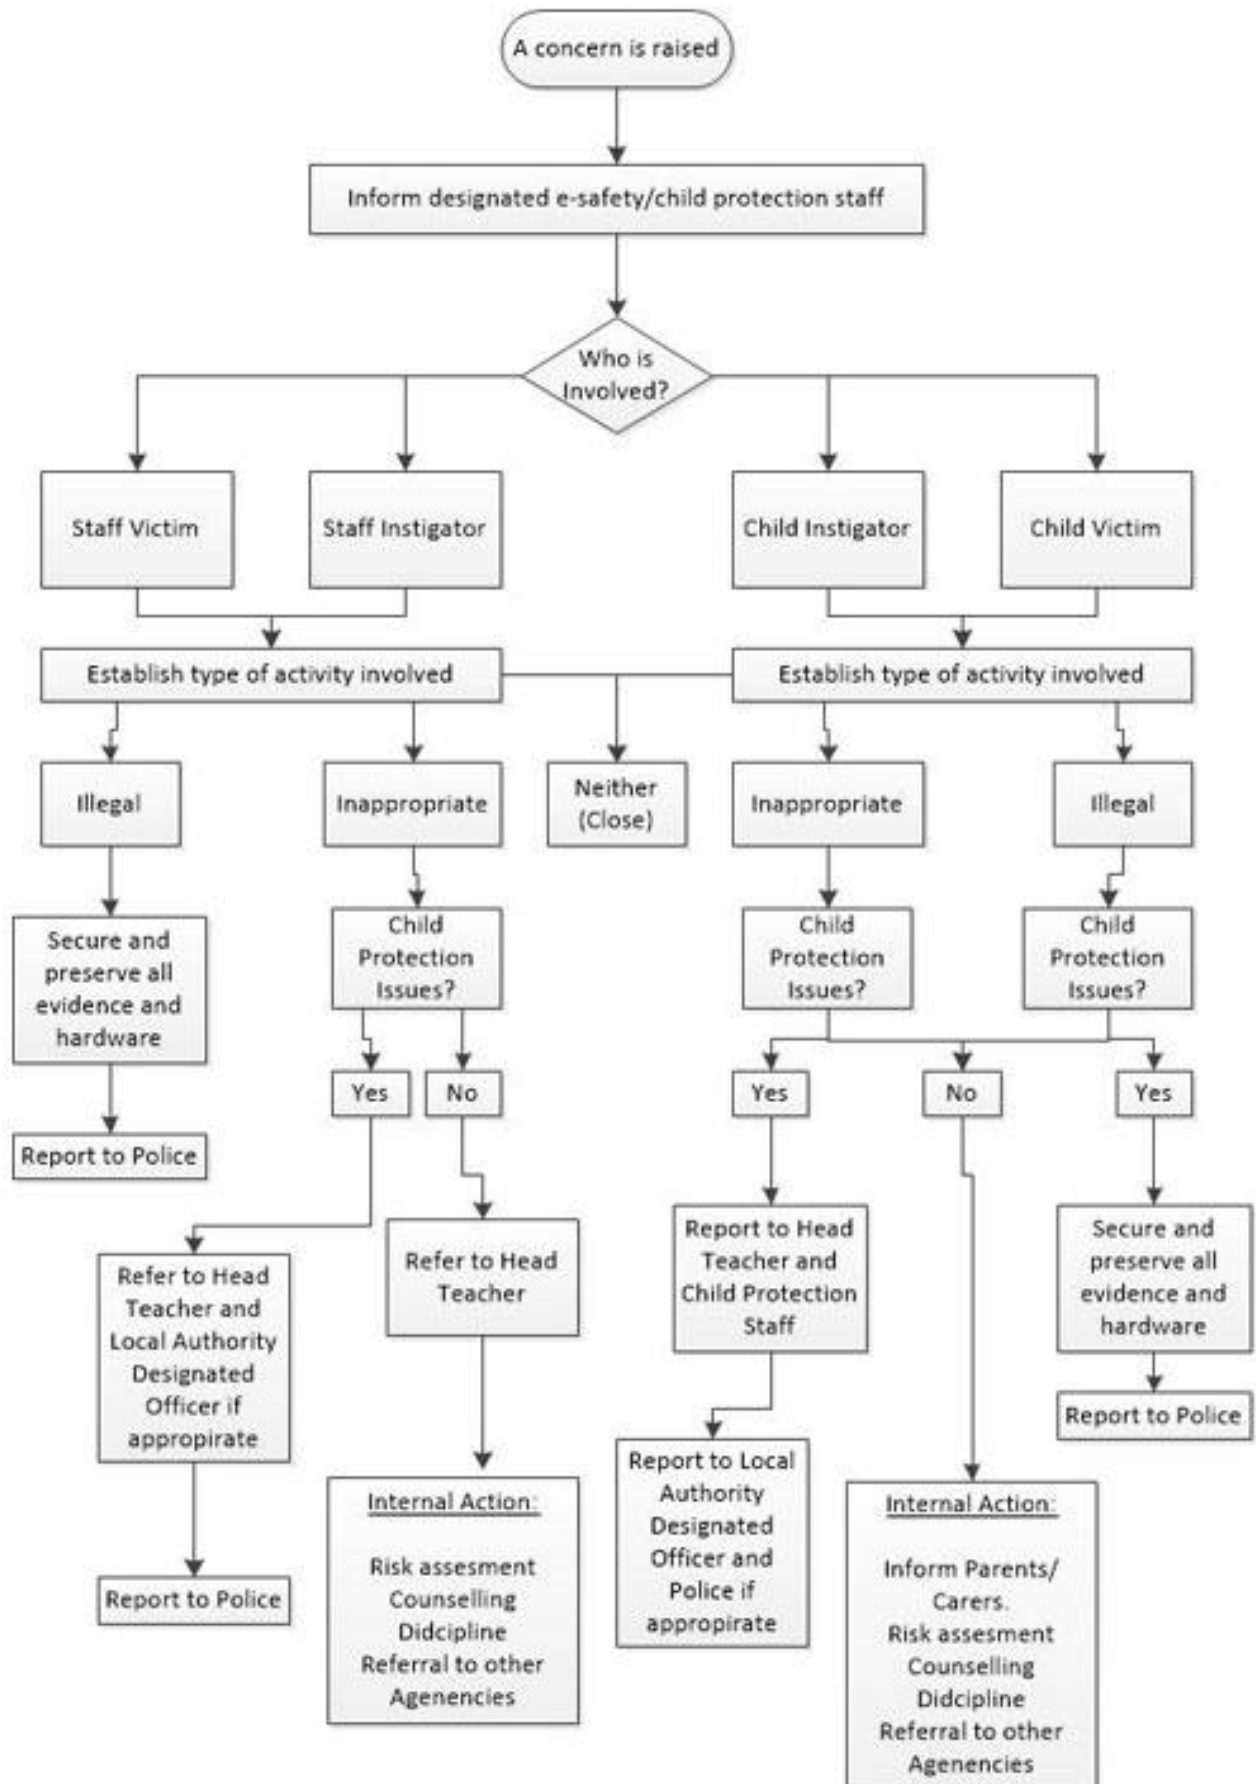 A concern is raised
Inform designated e-safety/child protection staff
Who is
Involved?
Staff Victim
Staff Instigator
Child Instigator
Child Victim
Establish type of activity involved
Establish type of activity involved
Illegal
Inappropriate
Neither
(Close)
Inappropriate
Illegal
Secure and
preserve all
evidence and
hardware
Child
Protection
Issues?
Child
Protection
Issues?
Child
Protection
Issues?
Yes
No
Yes
No
Yes
Report to Police
Refer to Head
Teacher and
Local Authority
Designated
Officer if
appropirate
Refer to Head
Teacher
Report to Head
Teacher and
Child Protection
Staff
Secure and
preserve all
evidence and
hardware
Report to Police
Report to Local
Authority
Designated
Officer and
Police if
appropirate
Internal Action:
Risk assesment
Counselling
Didcipline
Referral to other
Agenencies
Internal Action:
Inform Parents/
Carers.
Risk assesment
Counselling
Didcipline
Referral to other
Agenencies
Report to Police